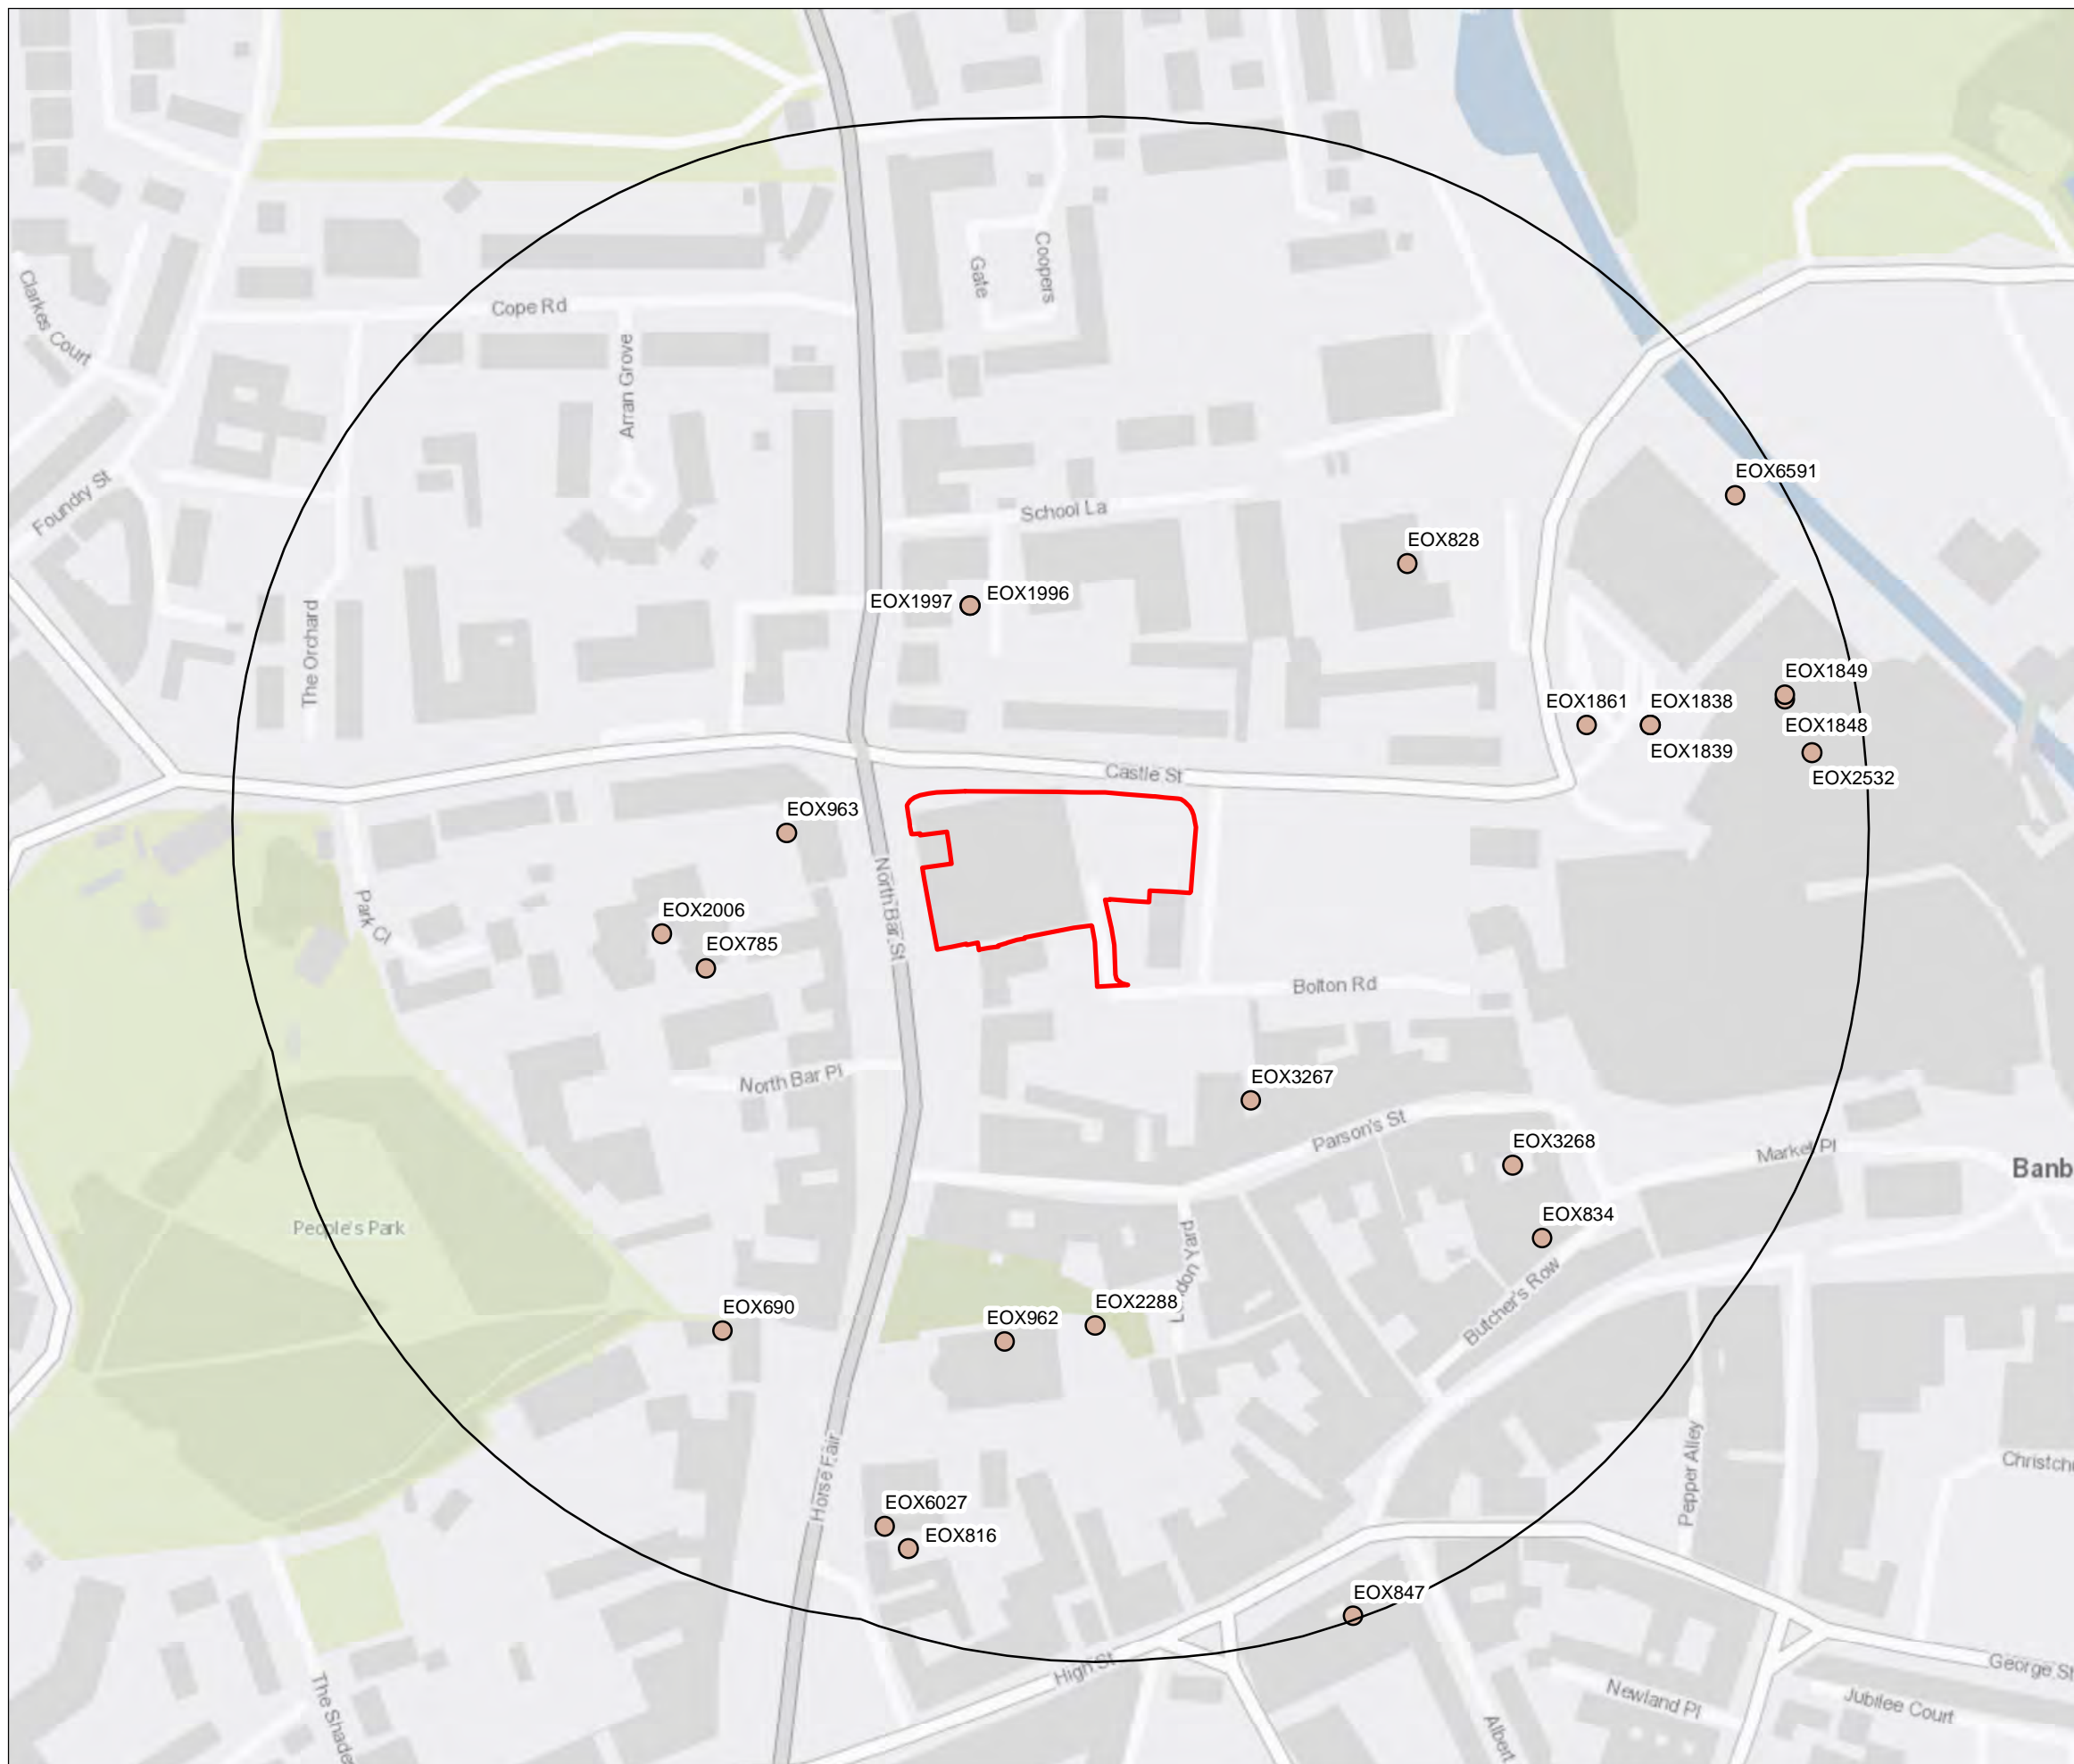 Coopers
Gate
Clarkes Court
Cope Rd
Arran Grove
Foundry St
School La
EOX6591
EOX828
EOX1997
EOX1996
The Orchard
EOX1849
EOX1861
EOX1838
EOX1848
EOX1839
EOX2532
Castle St
EOX963
North Bar St
Park Cl
EOX2006
EOX785
Bolton Rd
North Bar Pl
EOX3267
Parson's St
EOX3268
Market Pl
Banb
EOX834
People's Park
London Yard
Butcher's Row
EOX690
EOX962
EOX2288
Pepper Alley
Horse Fair
Christch
EOX6027
EOX816
EOX847
High St
George St
The Shade
Newland Pl
Jubilee Court
Albert